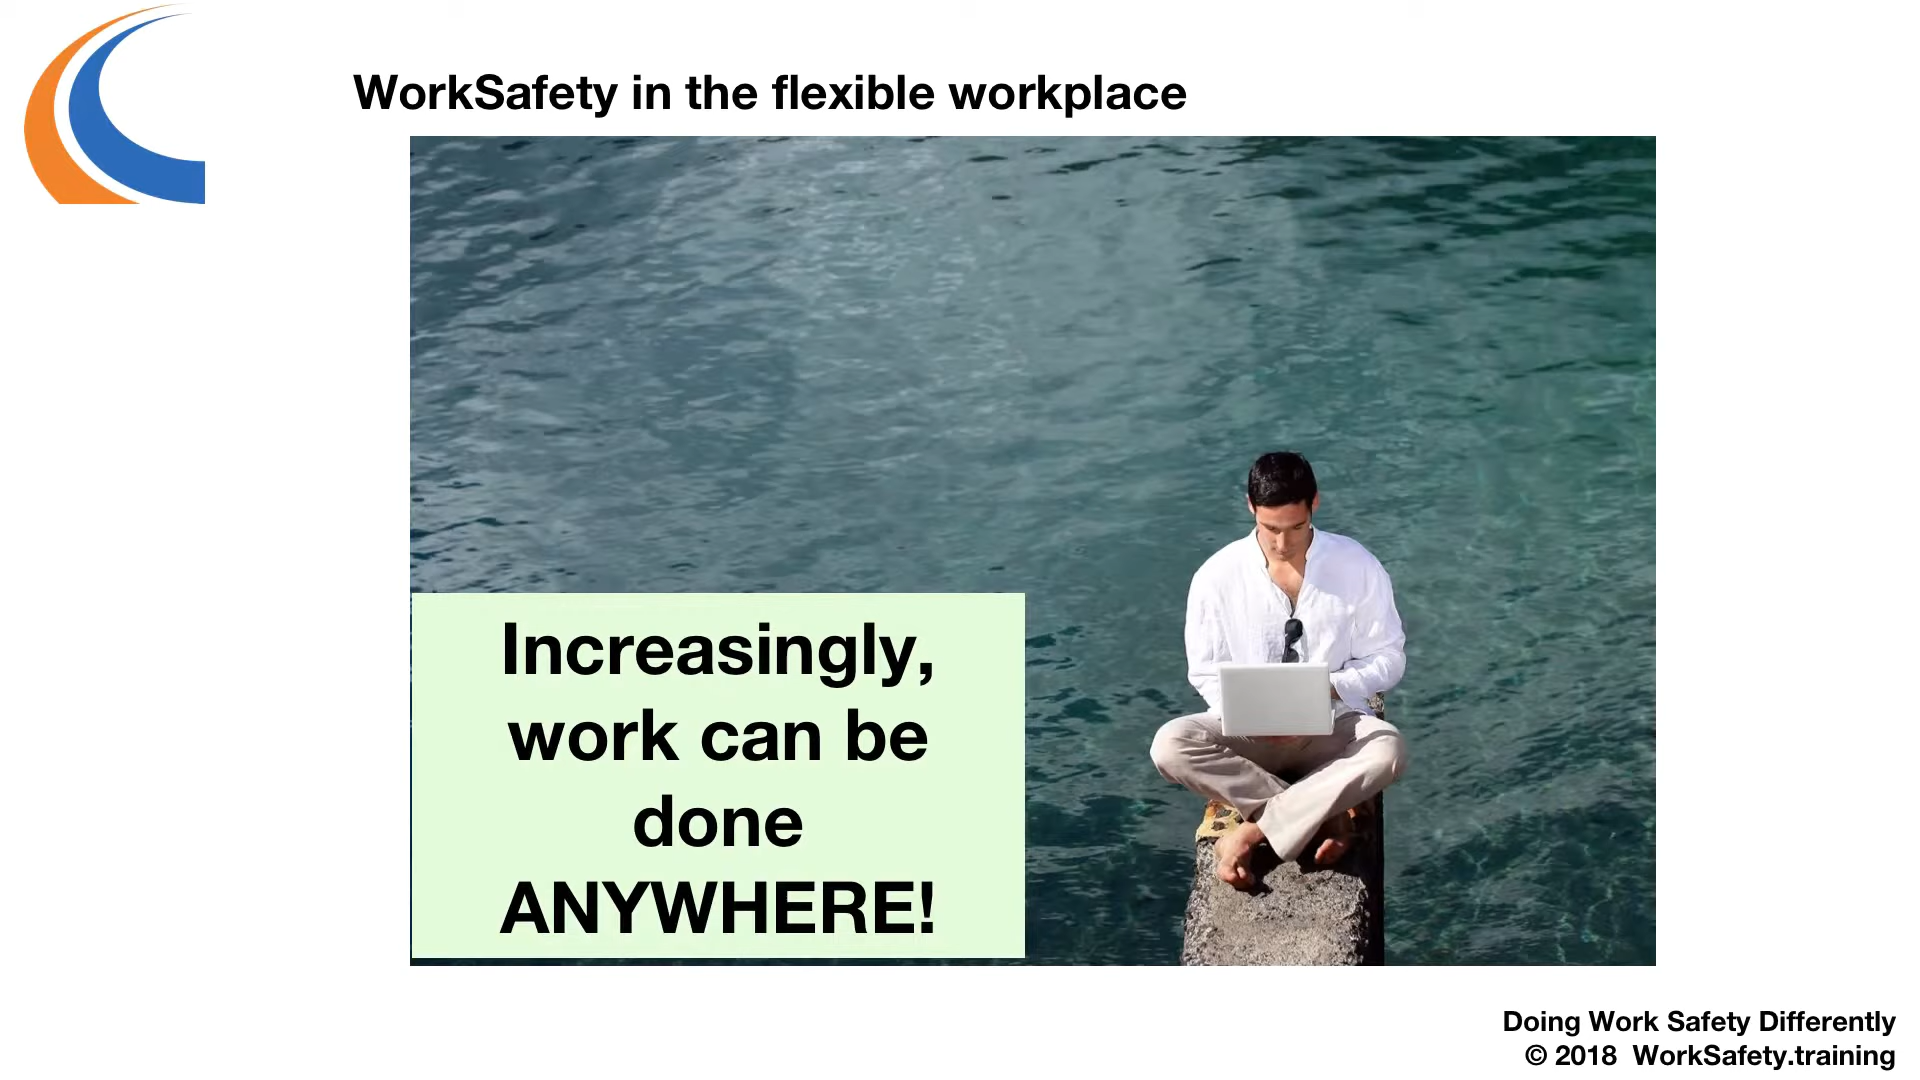 WorkSafety in the flexible workplace
Increasingly,
work can be
done
ANYWHERE!
Doing Work Safety Differently
© 2018 WorkSafety.training